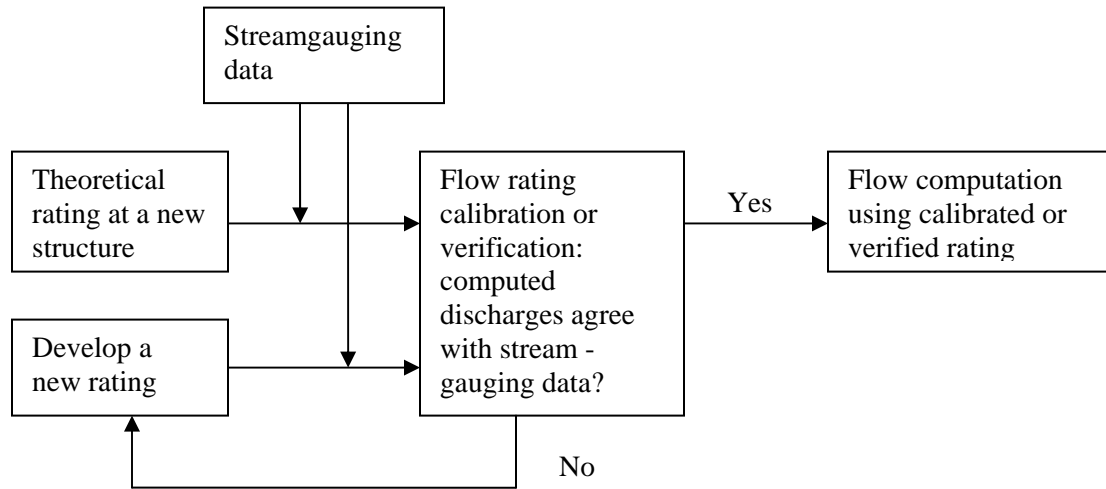 Streamgauging
data
Theoretical
rating at a new
structure
Flow rating
calibration or
verification:
computed
discharges agree
with stream -
gauging data?
Yes
Flow computation
using calibrated or
verified rating
Develop a
new rating
No